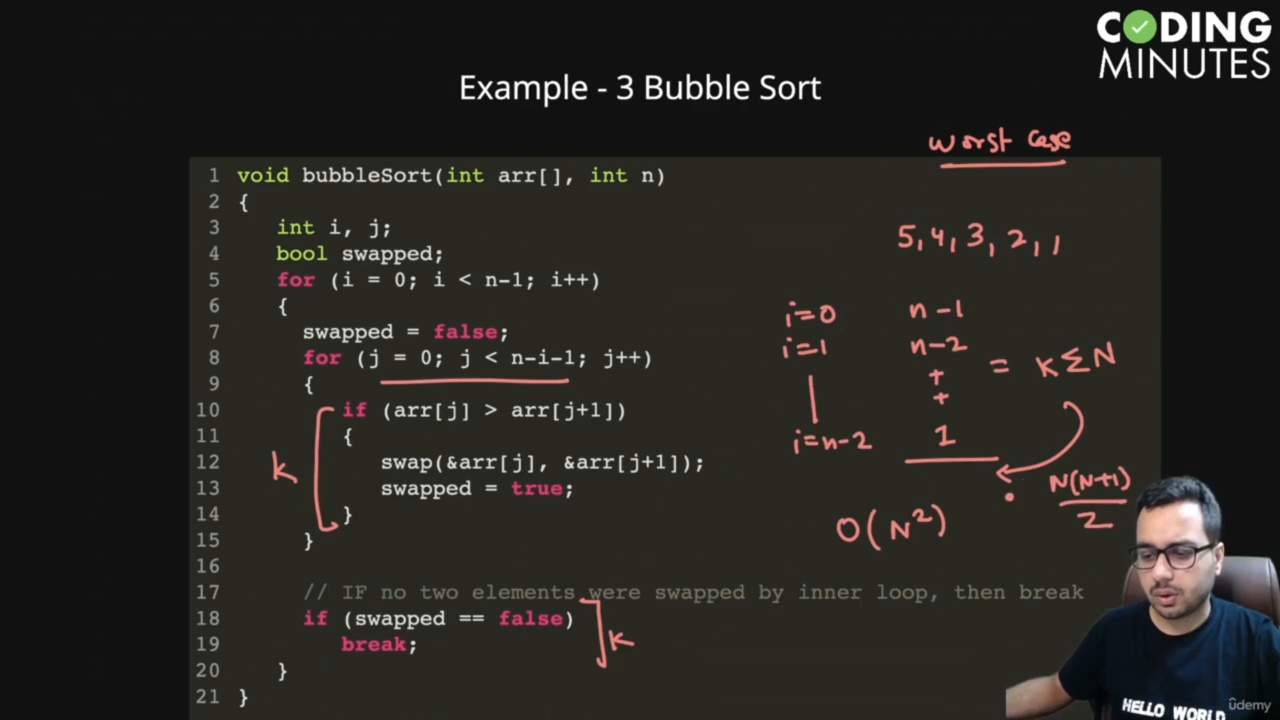 CODING
MINUTES
Example - 3 Bubble Sort
worst case
1 void bubbleSort(int arr[], int n)
2 {
3 int i, j;
4 bool swapped;
5 for (i = 0; i < n-1; i++)
6 {
7 swapped = false;
8 for (j = 0; j < n-i-1; j++)
9 {
10 if (arr[j] > arr[j+1])
11 {
12 swap(&arr[j], &arr[j+1]);
13 swapped = true;
14 }
15 }
16
17 // IF no two elements were swapped by inner loop, then break
18 if (swapped == false)
19 break;
20 }
21 }
K
K
5, 4, 3, 2, 1
i=0 n-1
i=1 n-2
+
+
i=n-2 1
= K Σ N
N(N+1)
2
O(N²)
HELLO WORLD
ûdemy